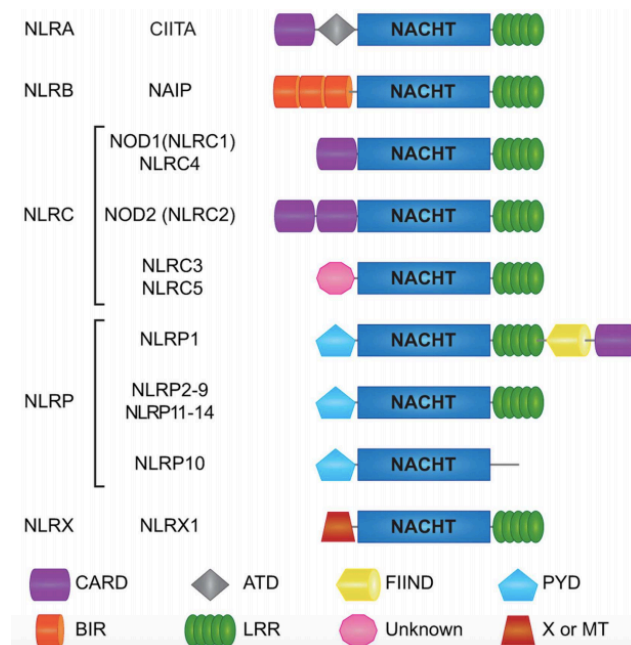 NLRA CIITA NACHT
NLRB NAIP NACHT
NOD1(NLRC1)
NLRC4 NACHT
NLRC NOD2 (NLRC2) NACHT
NLRC3
NLRC5 NACHT
NLRP1 NACHT
NLRP NLRP2-9
NLRP11-14 NACHT
NLRP10 NACHT
NLRX NLRX1 NACHT
CARD ATD FIIND PYD
BIR LRR Unknown X or MT